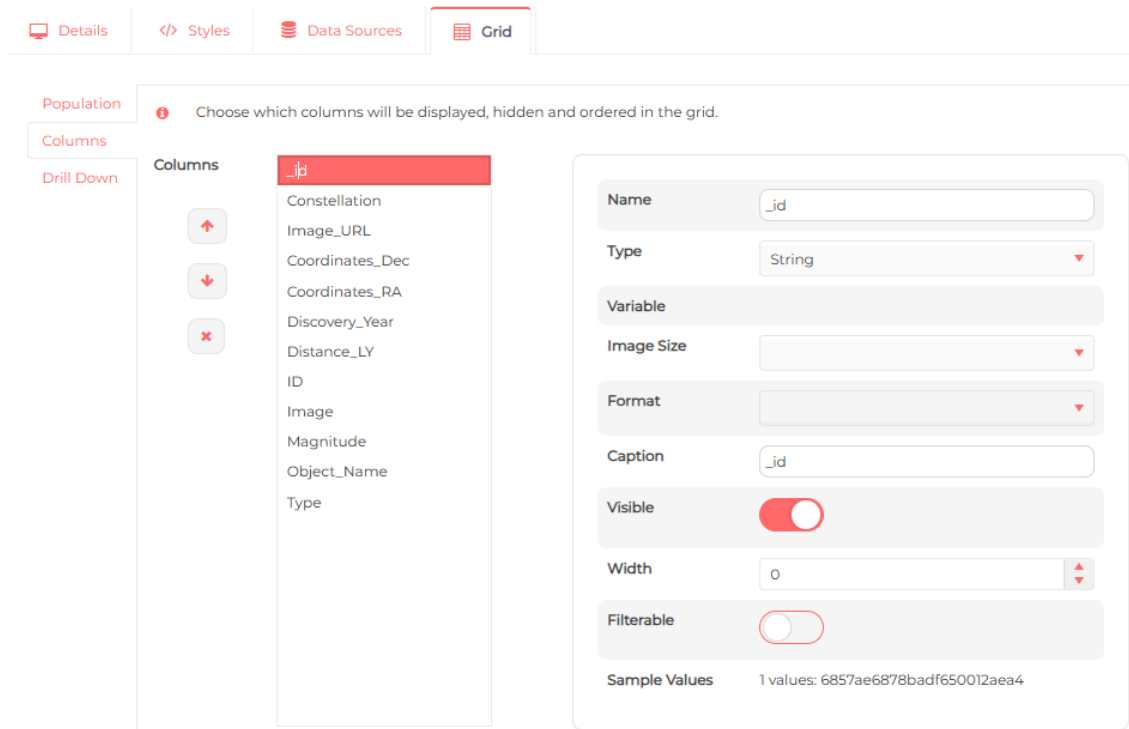 Details
</> Styles
Data Sources
Grid
Population
Columns
Drill Down
Choose which columns will be displayed, hidden and ordered in the grid.
Columns
_id
Constellation
Image_URL
Coordinates_Dec
Coordinates_RA
Discovery_Year
Distance_LY
ID
Image
Magnitude
Object_Name
Type
Name
_id
Type
String
Variable
Image Size
Format
Caption
_id
Visible
Width
0
Filterable
Sample Values
1 values: 6857ae6878badf650012aea4